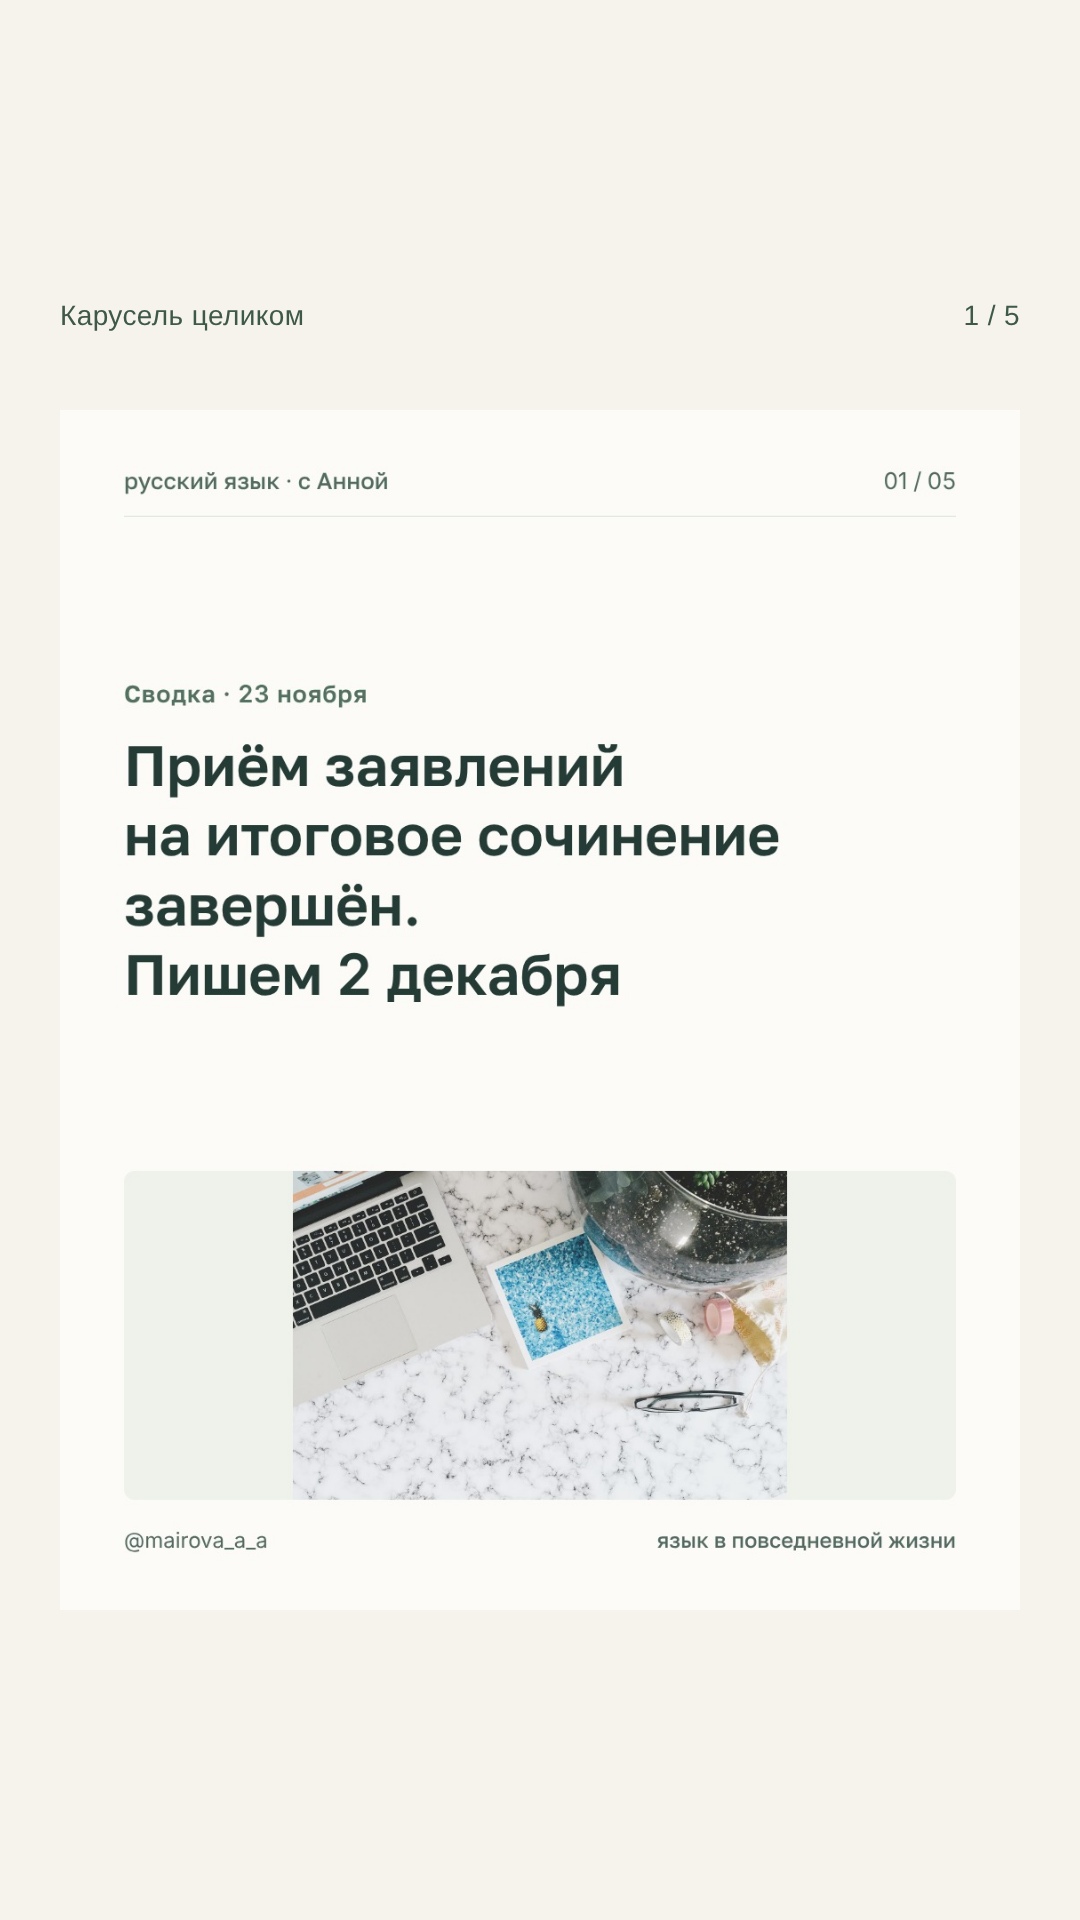 Карусель целиком
1 / 5
русский язык · с Анной
01 / 05
Сводка · 23 ноября
Приём заявлений
на итоговое сочинение
завершён.
Пишем 2 декабря
@mairova_a_a
язык в повседневной жизни